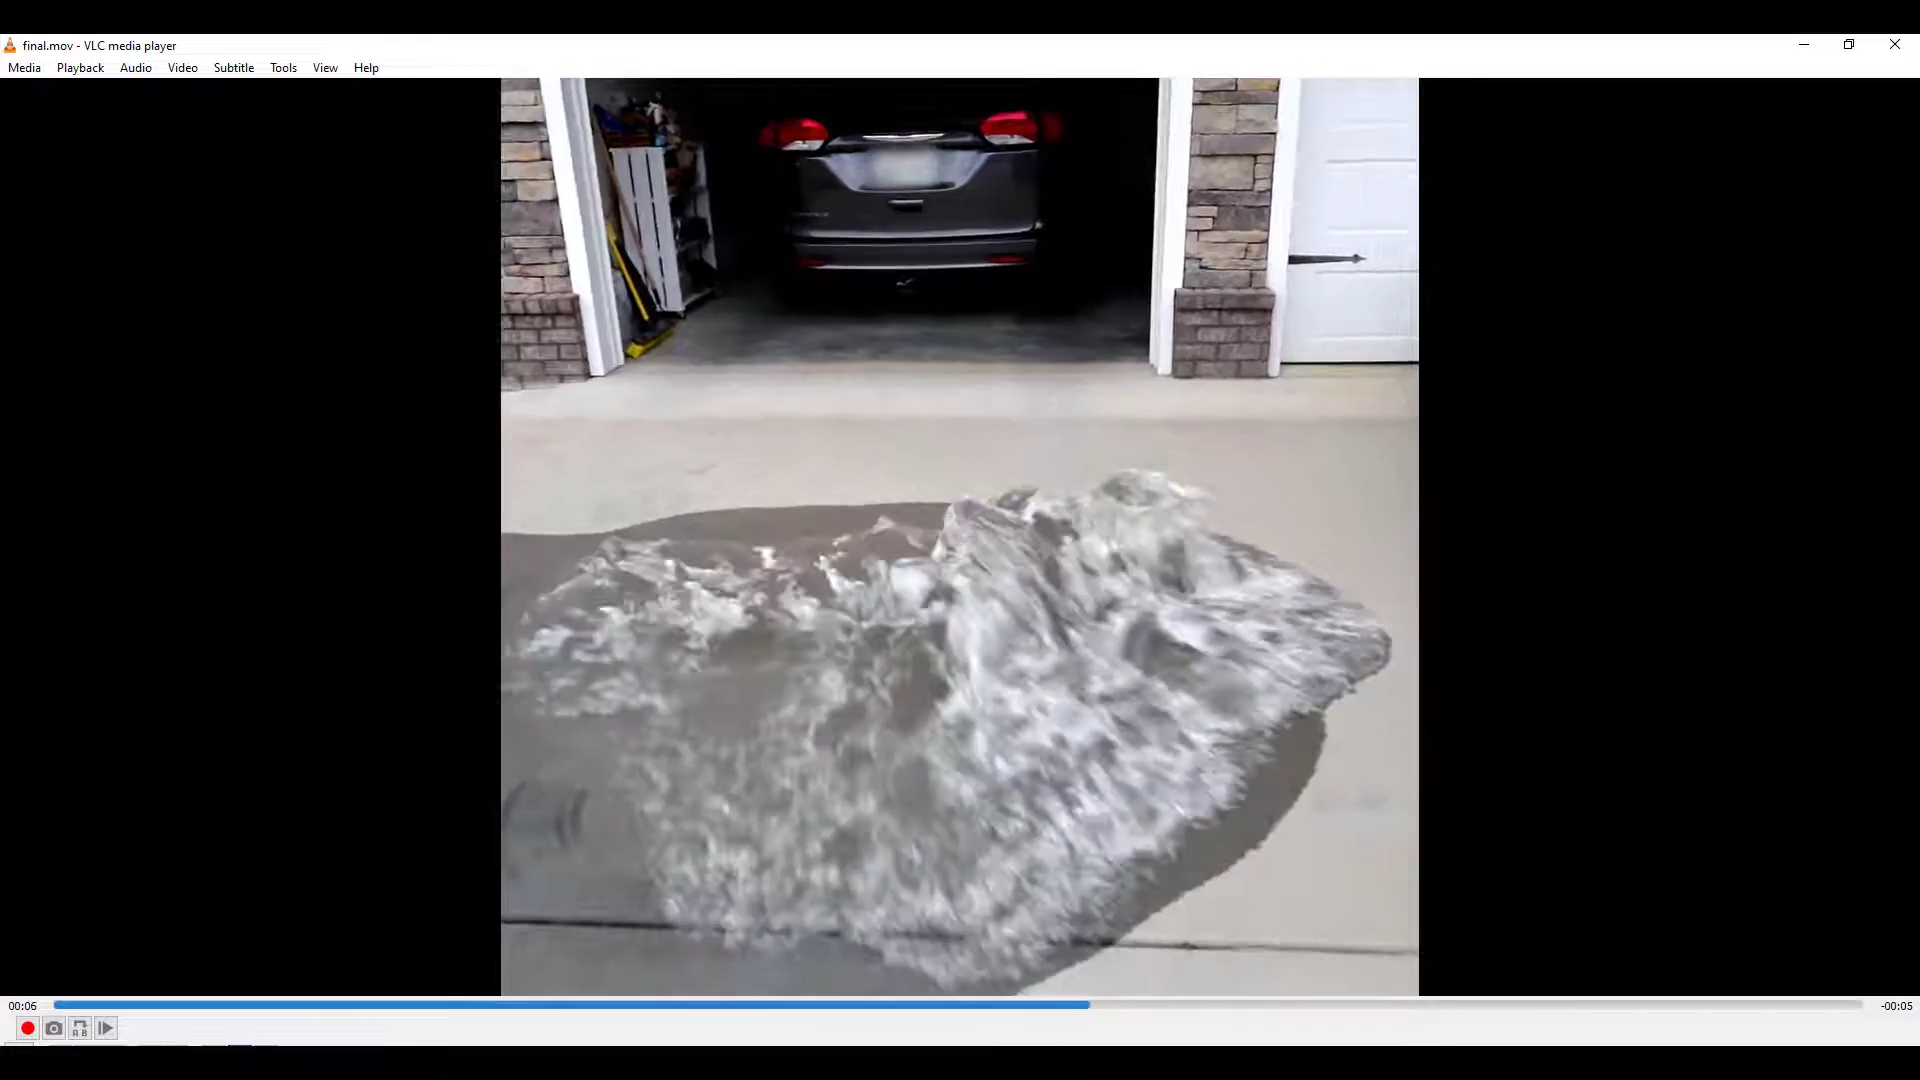 final.mov - VLC media player
Media Playback Audio Video Subtitle Tools View Help
00:06 -00:05